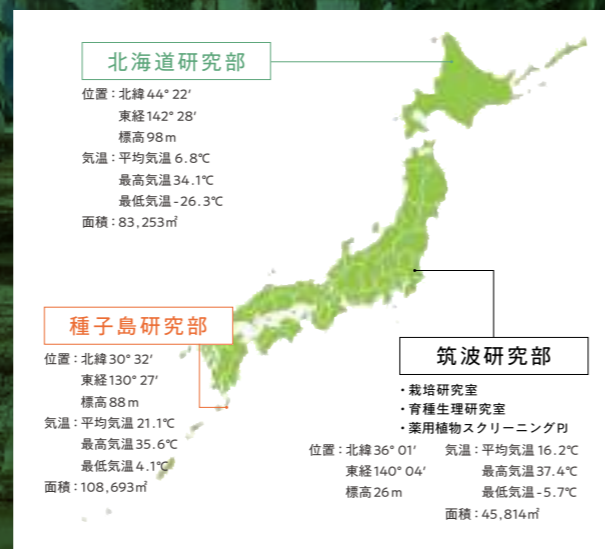 北海道研究部
位置：北緯44° 22′
東経142° 28′
標高98m
気温：平均気温 6.8℃
最高気温34.1℃
最低気温-26.3℃
面積：83,253㎡
種子島研究部
位置：北緯30° 32′
東経130° 27′
標高88m
気温：平均気温 21.1℃
最高気温35.6℃
最低気温4.1℃
面積：108,693㎡
筑波研究部
・栽培研究室
・育種生理研究室
・薬用植物スクリーニングPJ
位置：北緯36° 01′
東経140° 04′
標高26m
気温：平均気温16.2℃
最高気温37.4℃
最低気温-5.7℃
面積：45,814㎡